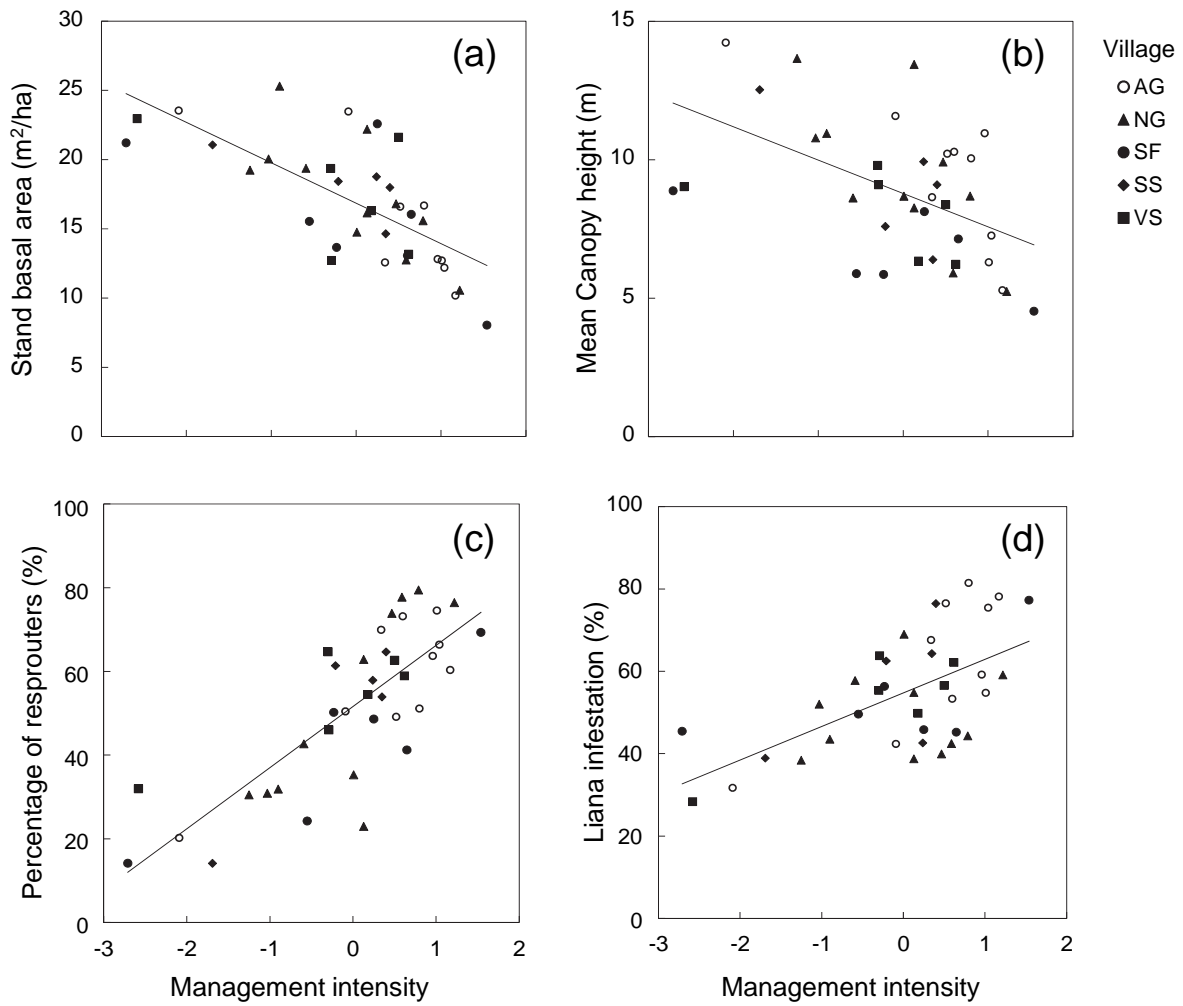 (a)
Stand basal area (m²/ha)
30
25
20
15
10
5
0
(b)
Mean Canopy height (m)
15
10
5
0
Village
AG
NG
SF
SS
VS
(c)
Percentage of resprouters (%)
100
80
60
40
20
0
-3 -2 -1 0 1 2
Management intensity
(d)
Liana infestation (%)
100
80
60
40
20
0
-3 -2 -1 0 1 2
Management intensity